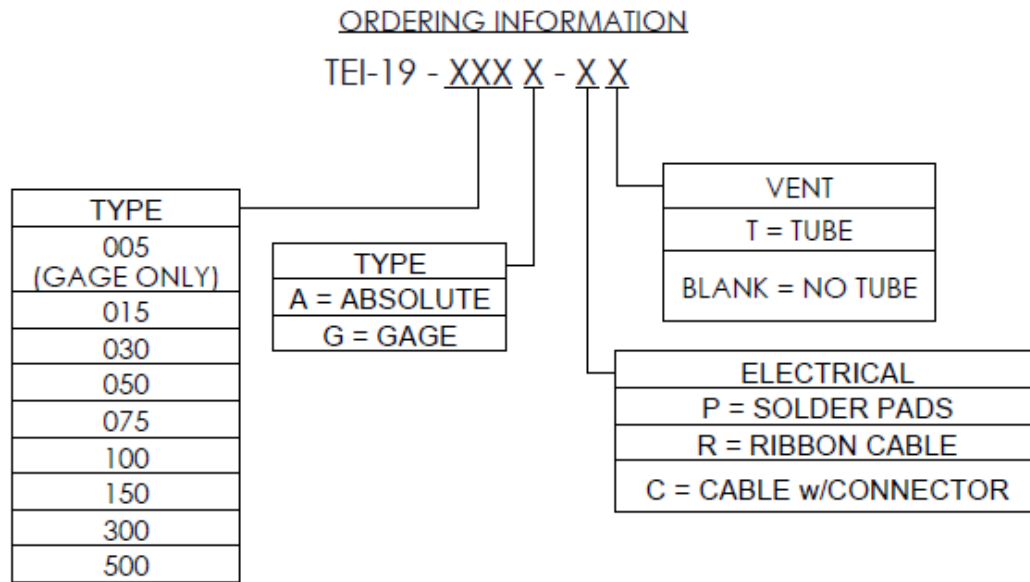 ORDERING INFORMATION
TEI-19 - XXX X - X X
TYPE
005
(GAGE ONLY)
015
030
050
075
100
150
300
500
TYPE
A = ABSOLUTE
G = GAGE
VENT
T = TUBE
BLANK = NO TUBE
ELECTRICAL
P = SOLDER PADS
R = RIBBON CABLE
C = CABLE w/CONNECTOR